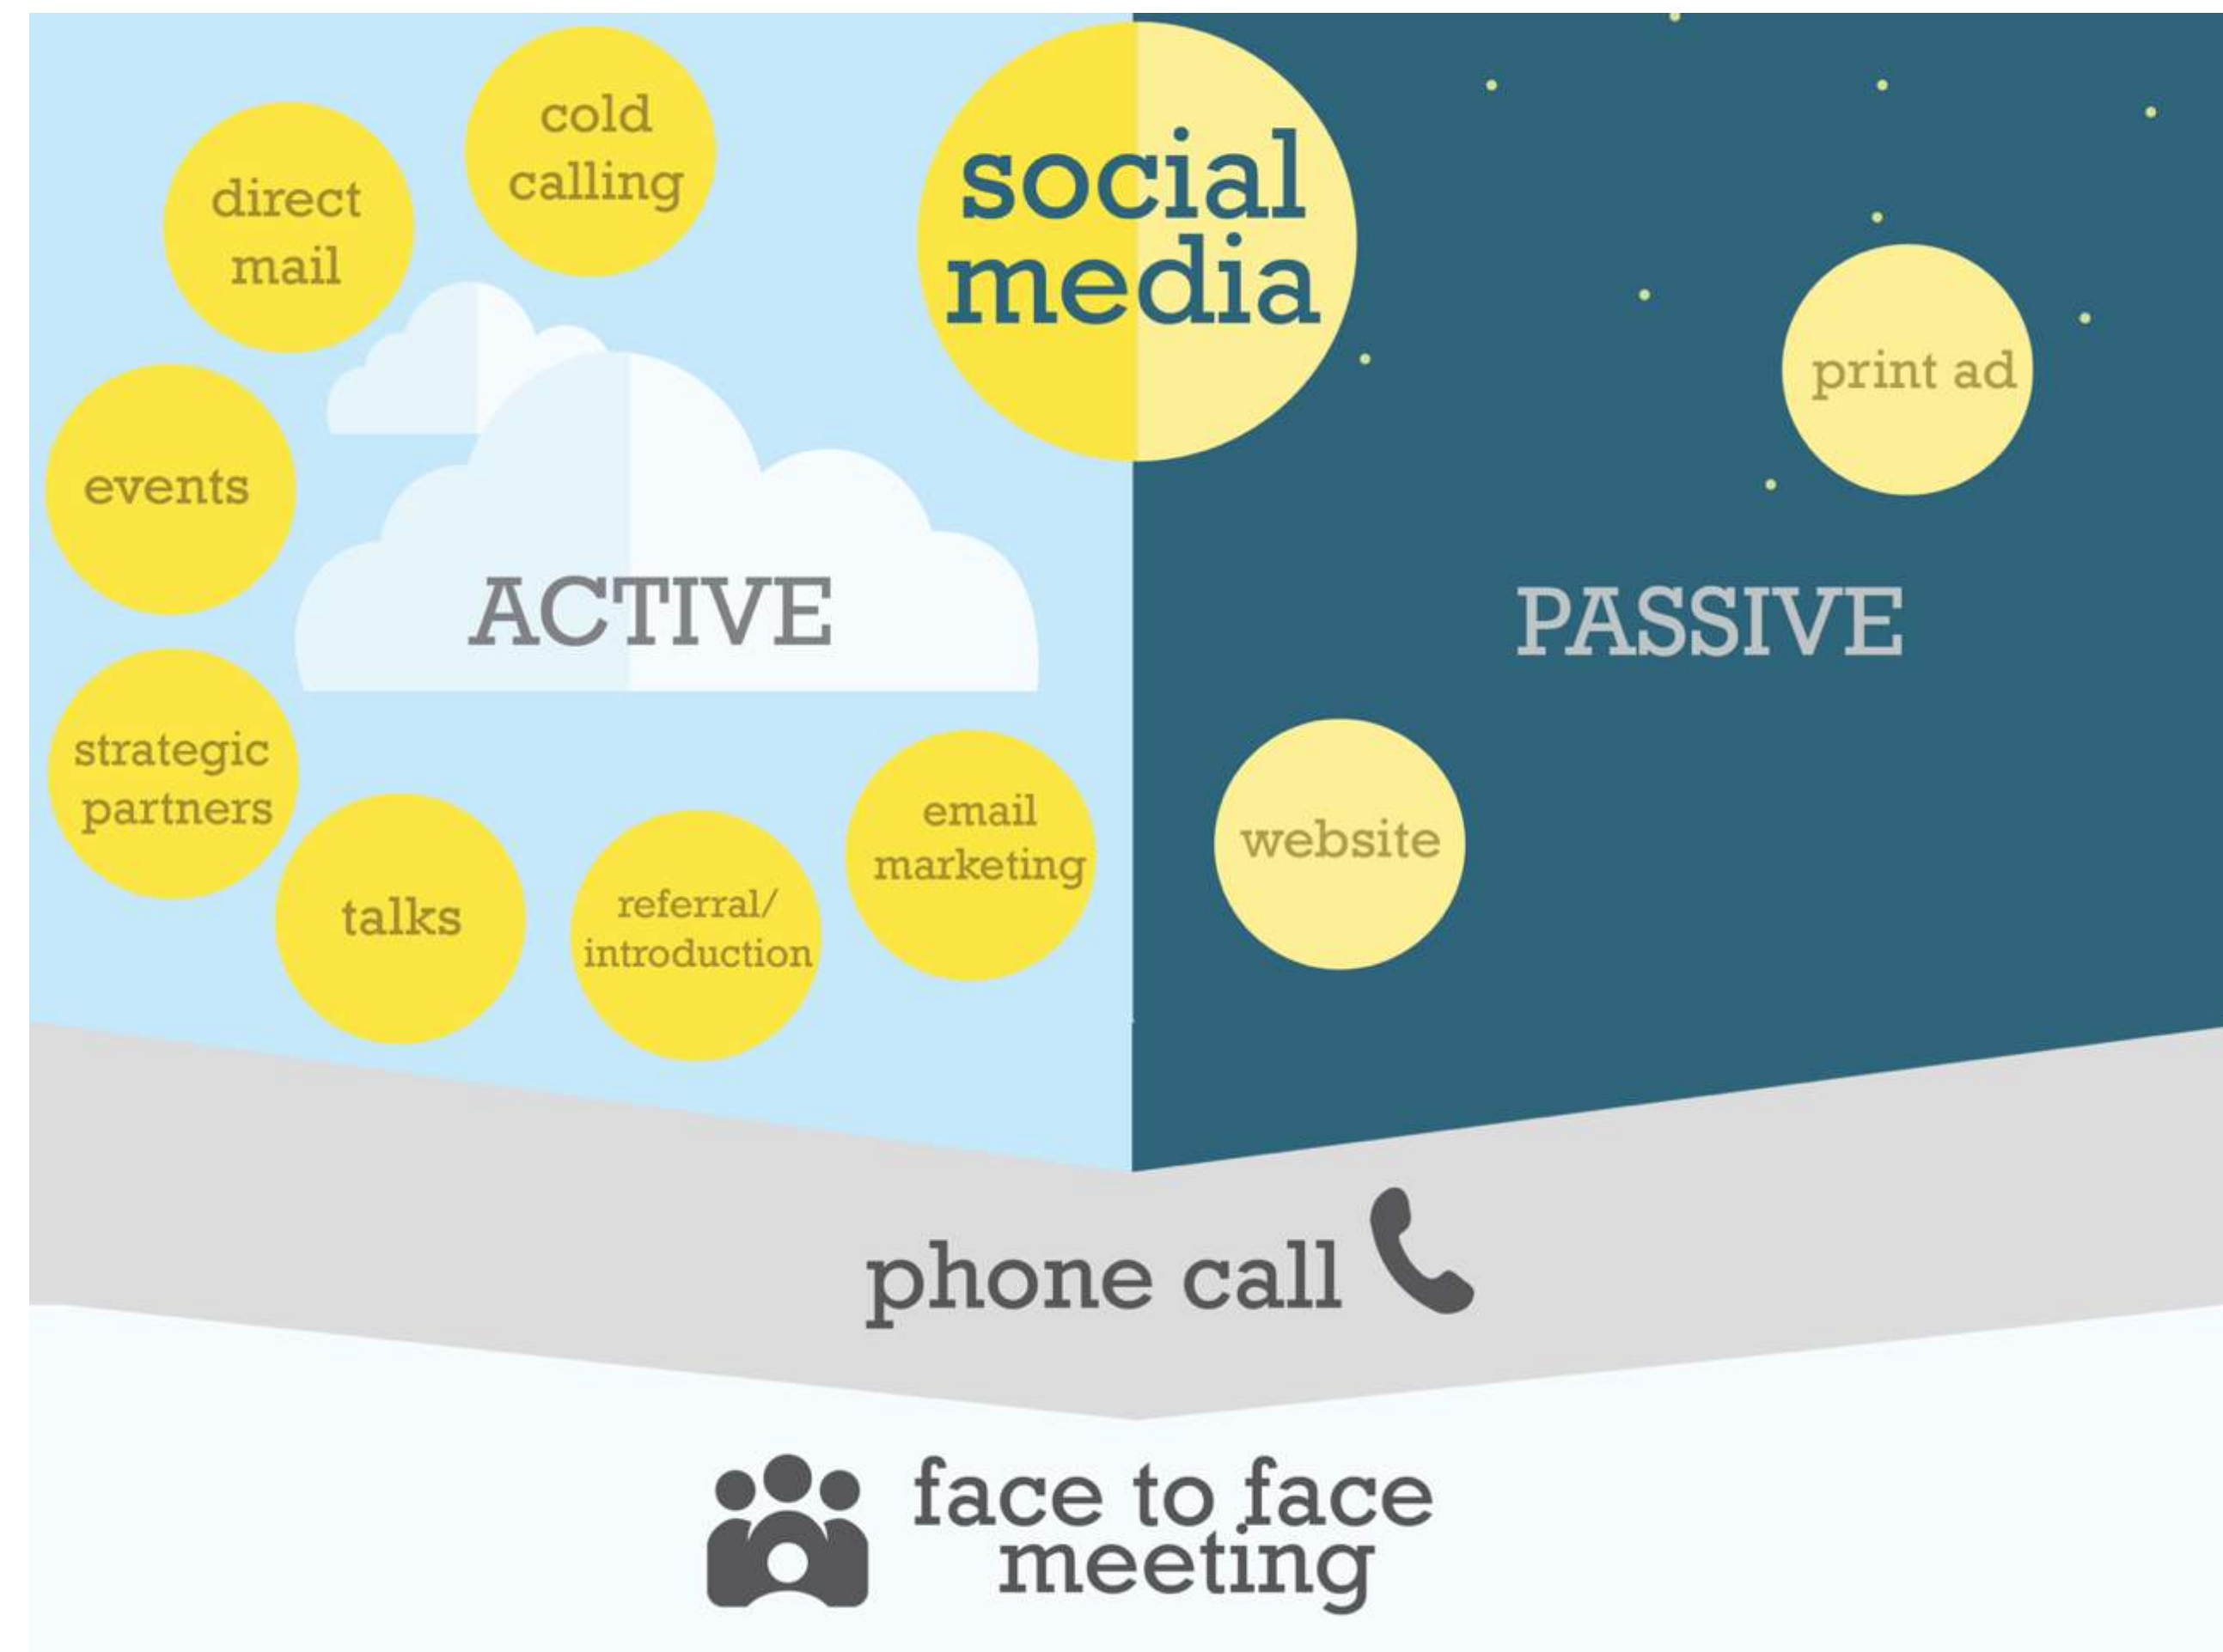 cold
calling
direct
mail
social
media
print ad
events
ACTIVE
PASSIVE
strategic
partners
talks
referral/
introduction
email
marketing
website
phone call
face to face
meeting